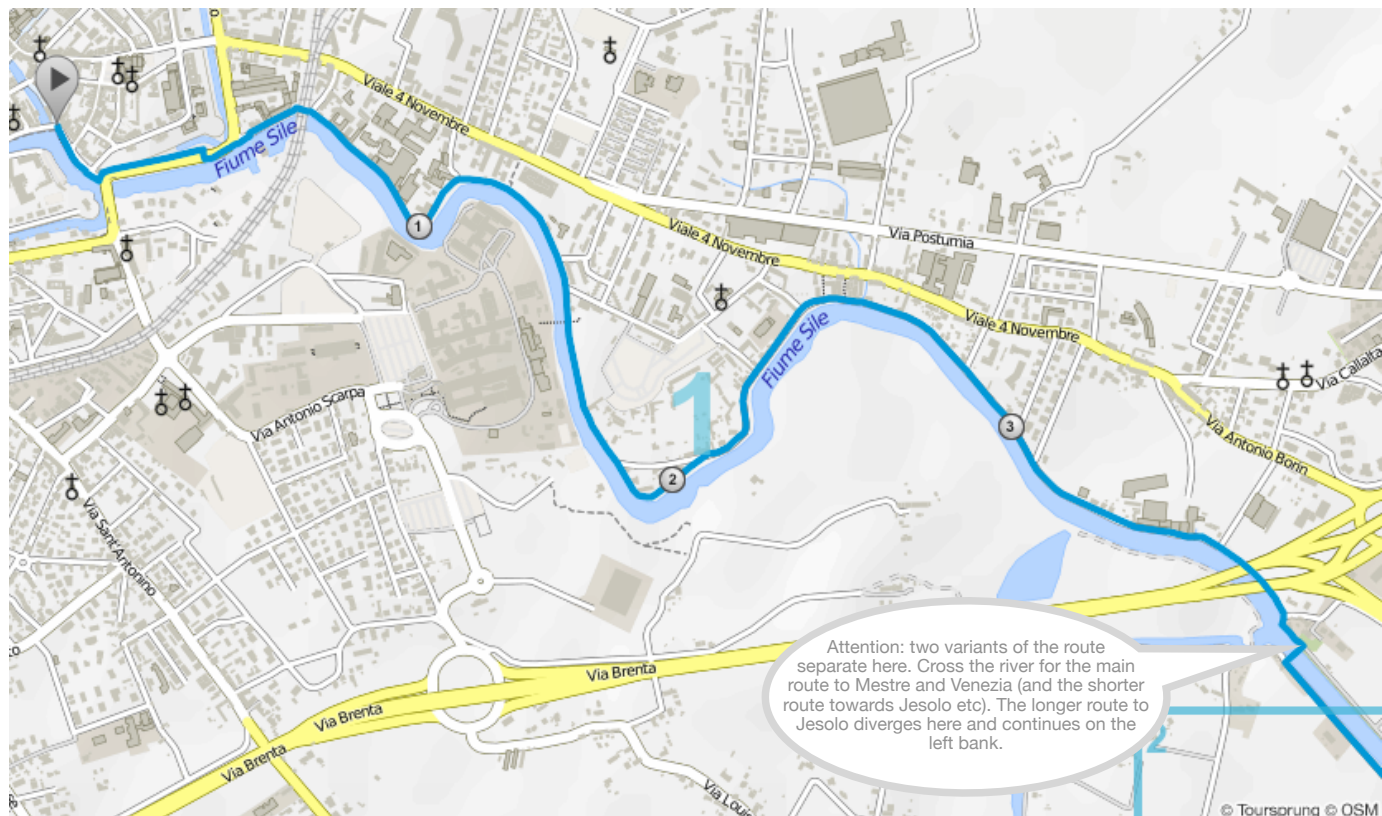 Viale 4 Novembre
Fiume Sile
1
Viale 4 Novembre
Via Postumia
Fiume Sile
Viale 4 Novembre
Via Callalta
Via Antonio Scarpa
1
3
Via Antonio Borin
2
Via Sant'Antonino
Attention: two variants of the route
separate here. Cross the river for the main
route to Mestre and Venezia (and the shorter
route towards Jesolo etc). The longer route to
Jesolo diverges here and continues on the
left bank.
Via Brenta
Via Brenta
Via Brenta
2
Via Louis
© Toursprung © OSM